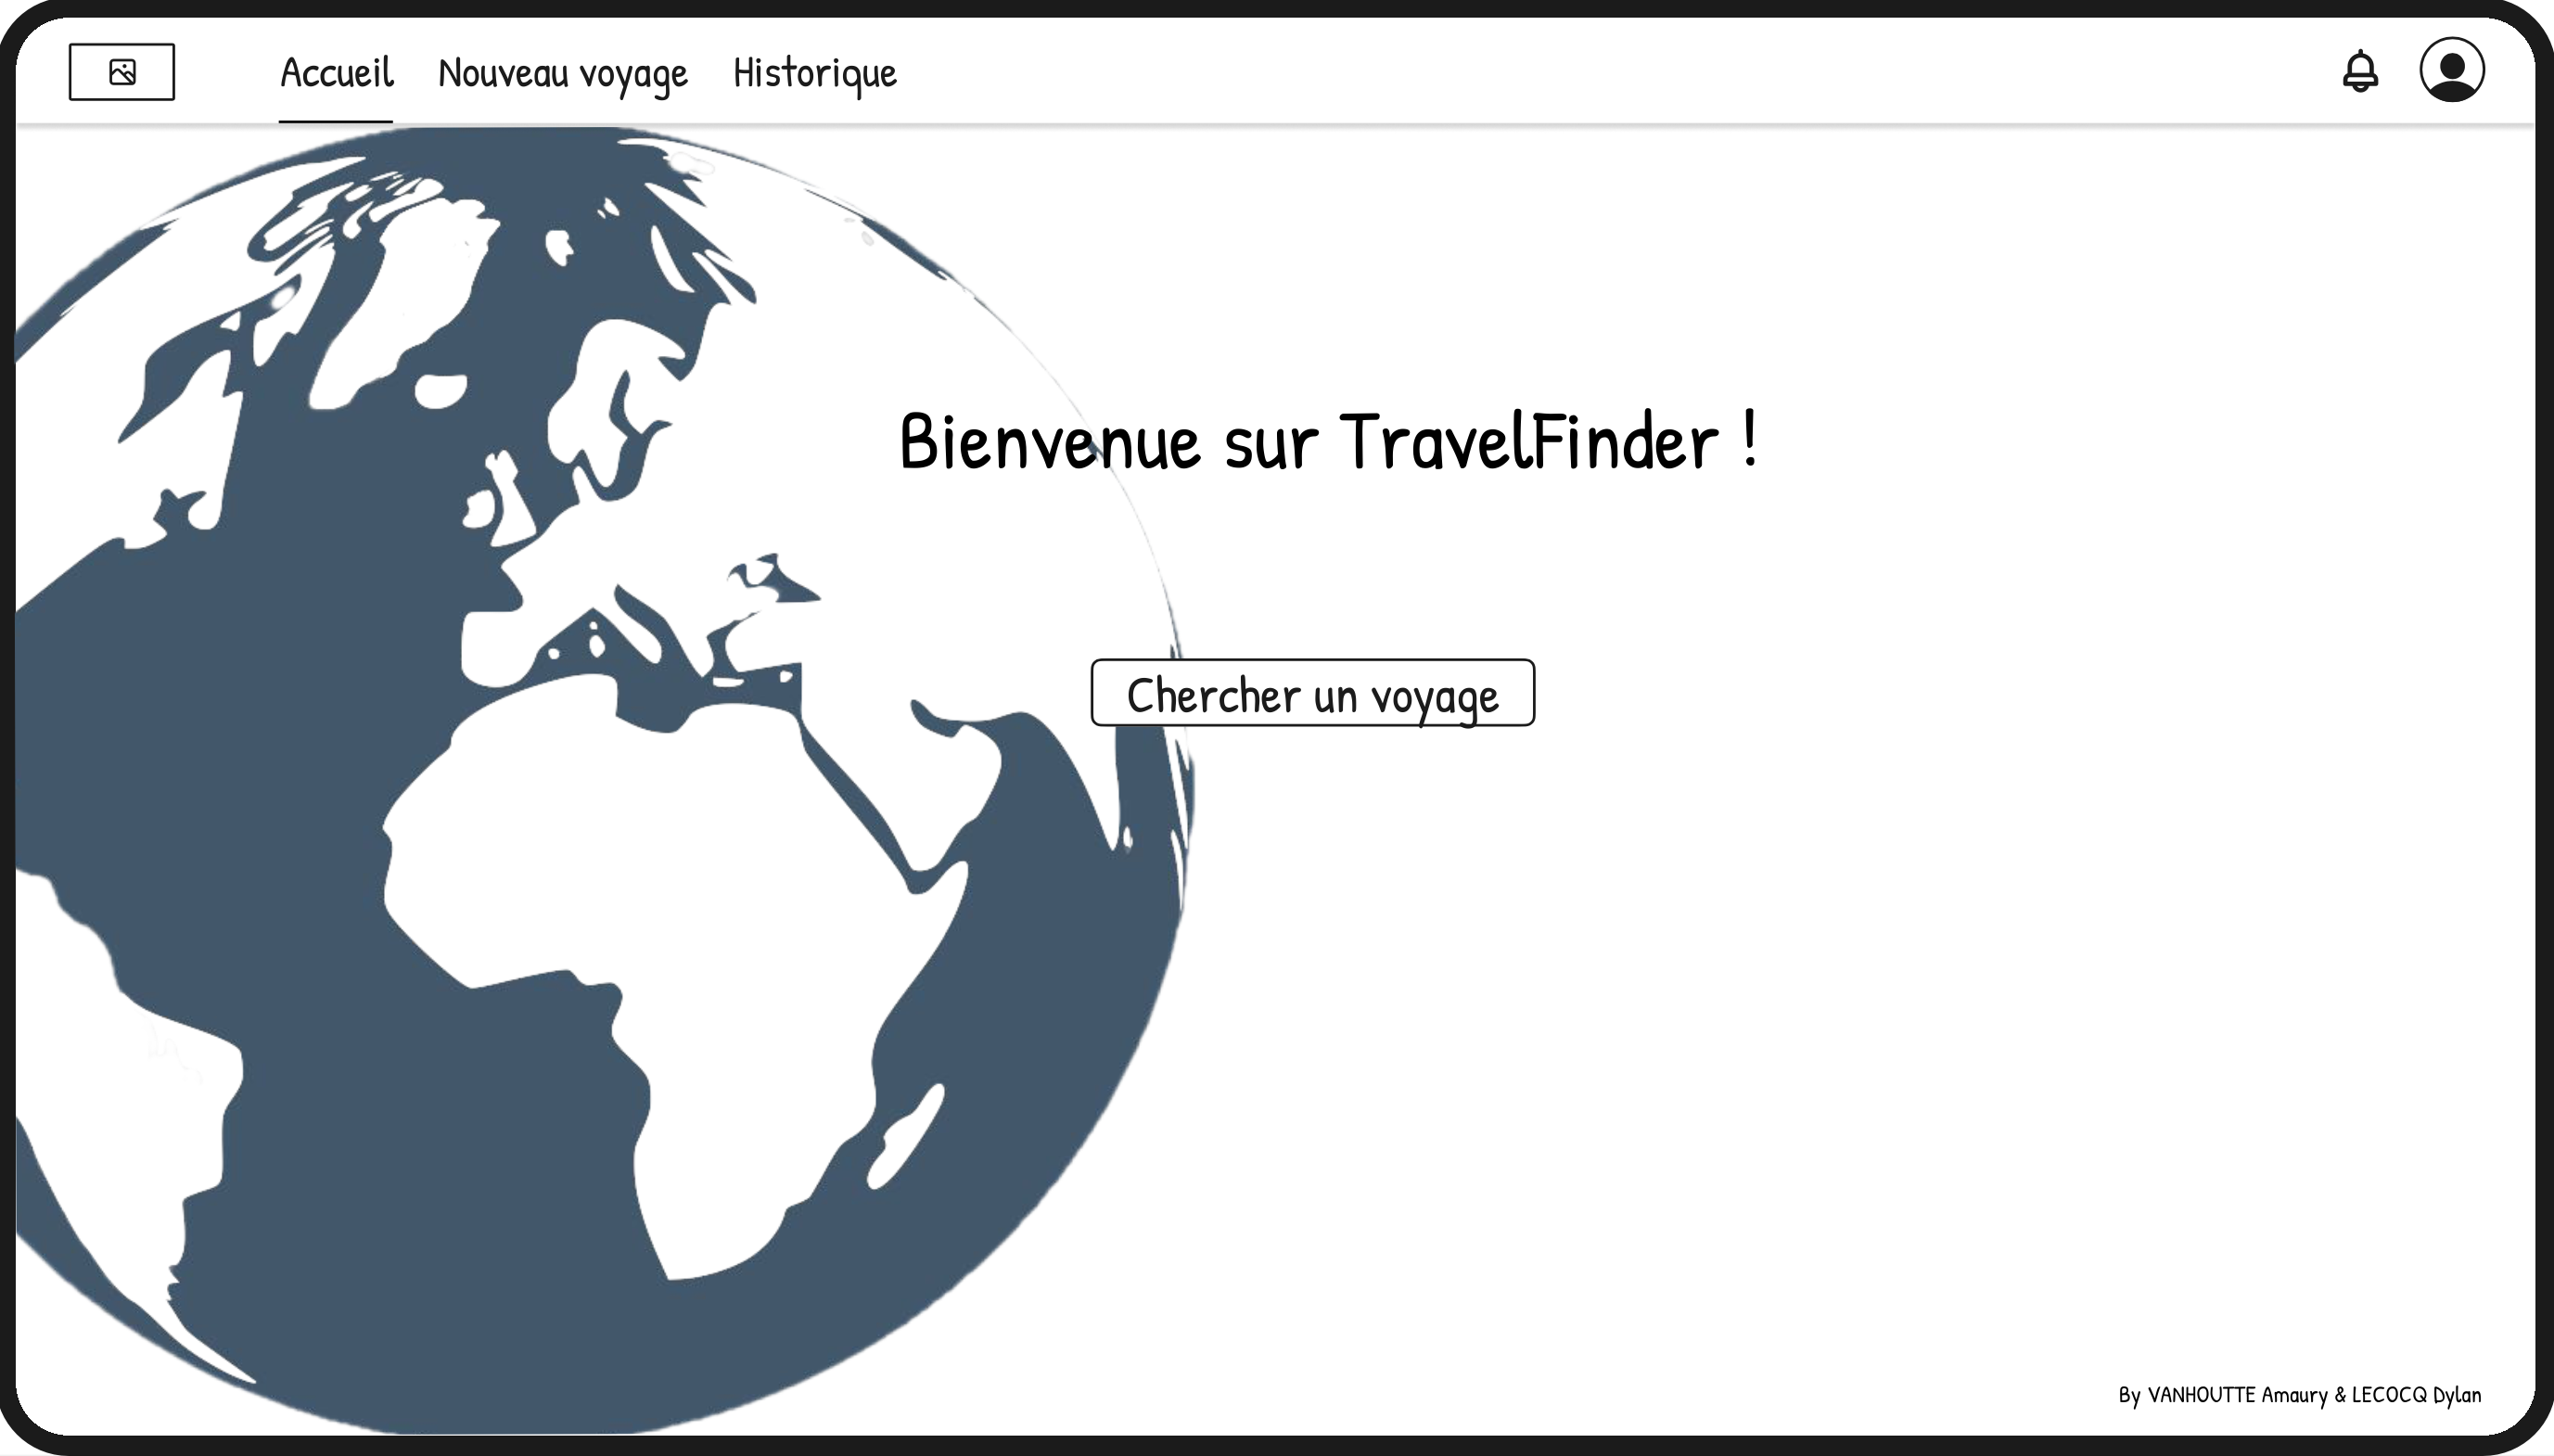 Accueil Nouveau voyage Historique
Bienvenue sur TravelFinder !
Chercher un voyage
By VANHOUTTE Amaury & LECOCQ Dylan